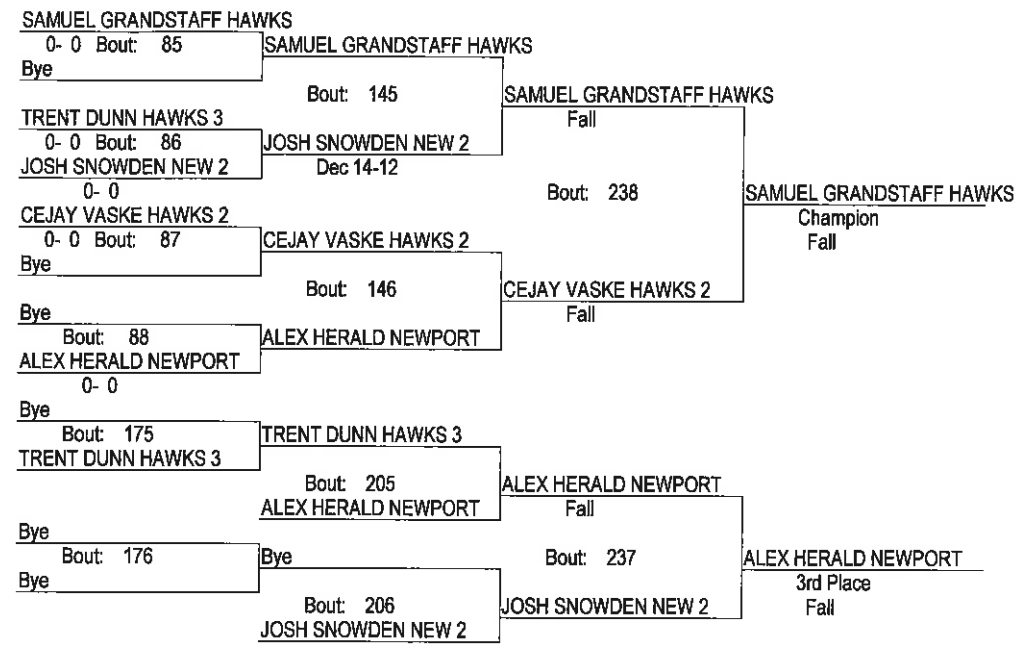 SAMUEL GRANDSTAFF HAWKS
0- 0 Bout: 85
Bye
SAMUEL GRANDSTAFF HAWKS
Bout: 145
TRENT DUNN HAWKS 3
0- 0 Bout: 86
JOSH SNOWDEN NEW 2
0- 0
JOSH SNOWDEN NEW 2
Dec 14-12
SAMUEL GRANDSTAFF HAWKS
Fall
Bout: 238
CEJAY VASKE HAWKS 2
0- 0 Bout: 87
Bye
CEJAY VASKE HAWKS 2
Bout: 146
Bye
Bout: 88
ALEX HERALD NEWPORT
0- 0
ALEX HERALD NEWPORT
CEJAY VASKE HAWKS 2
Fall
SAMUEL GRANDSTAFF HAWKS
Champion
Fall
Bye
Bout: 175
TRENT DUNN HAWKS 3
TRENT DUNN HAWKS 3
Bout: 205
ALEX HERALD NEWPORT
ALEX HERALD NEWPORT
Fall
Bye
Bout: 176
Bye
Bye
Bout: 206
JOSH SNOWDEN NEW 2
Bout: 237
JOSH SNOWDEN NEW 2
ALEX HERALD NEWPORT
3rd Place
Fall